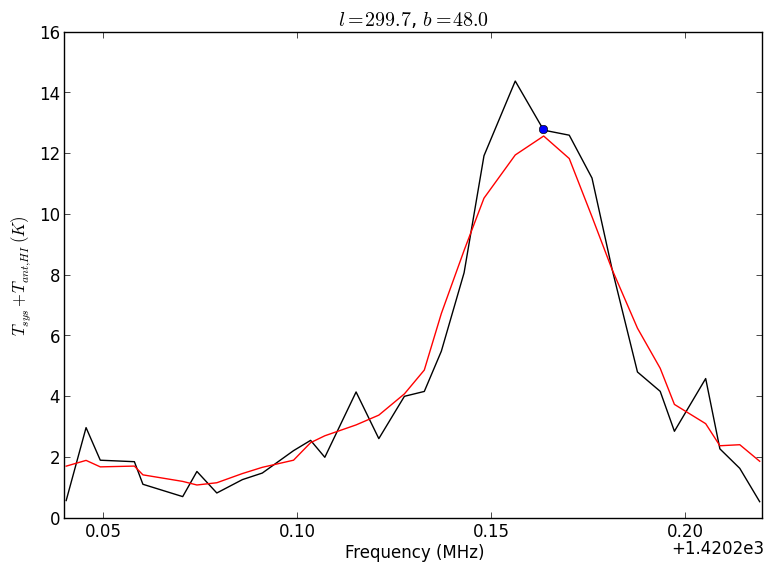 l = 299.7, b = 48.0
16
14
12
10
8
6
4
2
0
T_sys + T_ant,HI (K)
0.05 0.10 0.15 0.20
Frequency (MHz)
+1.4202e3